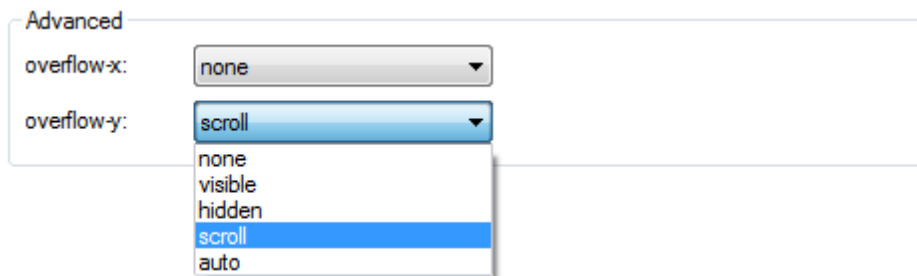 Advanced
overflow-x: none
overflow-y: scroll
none
visible
hidden
scroll
auto